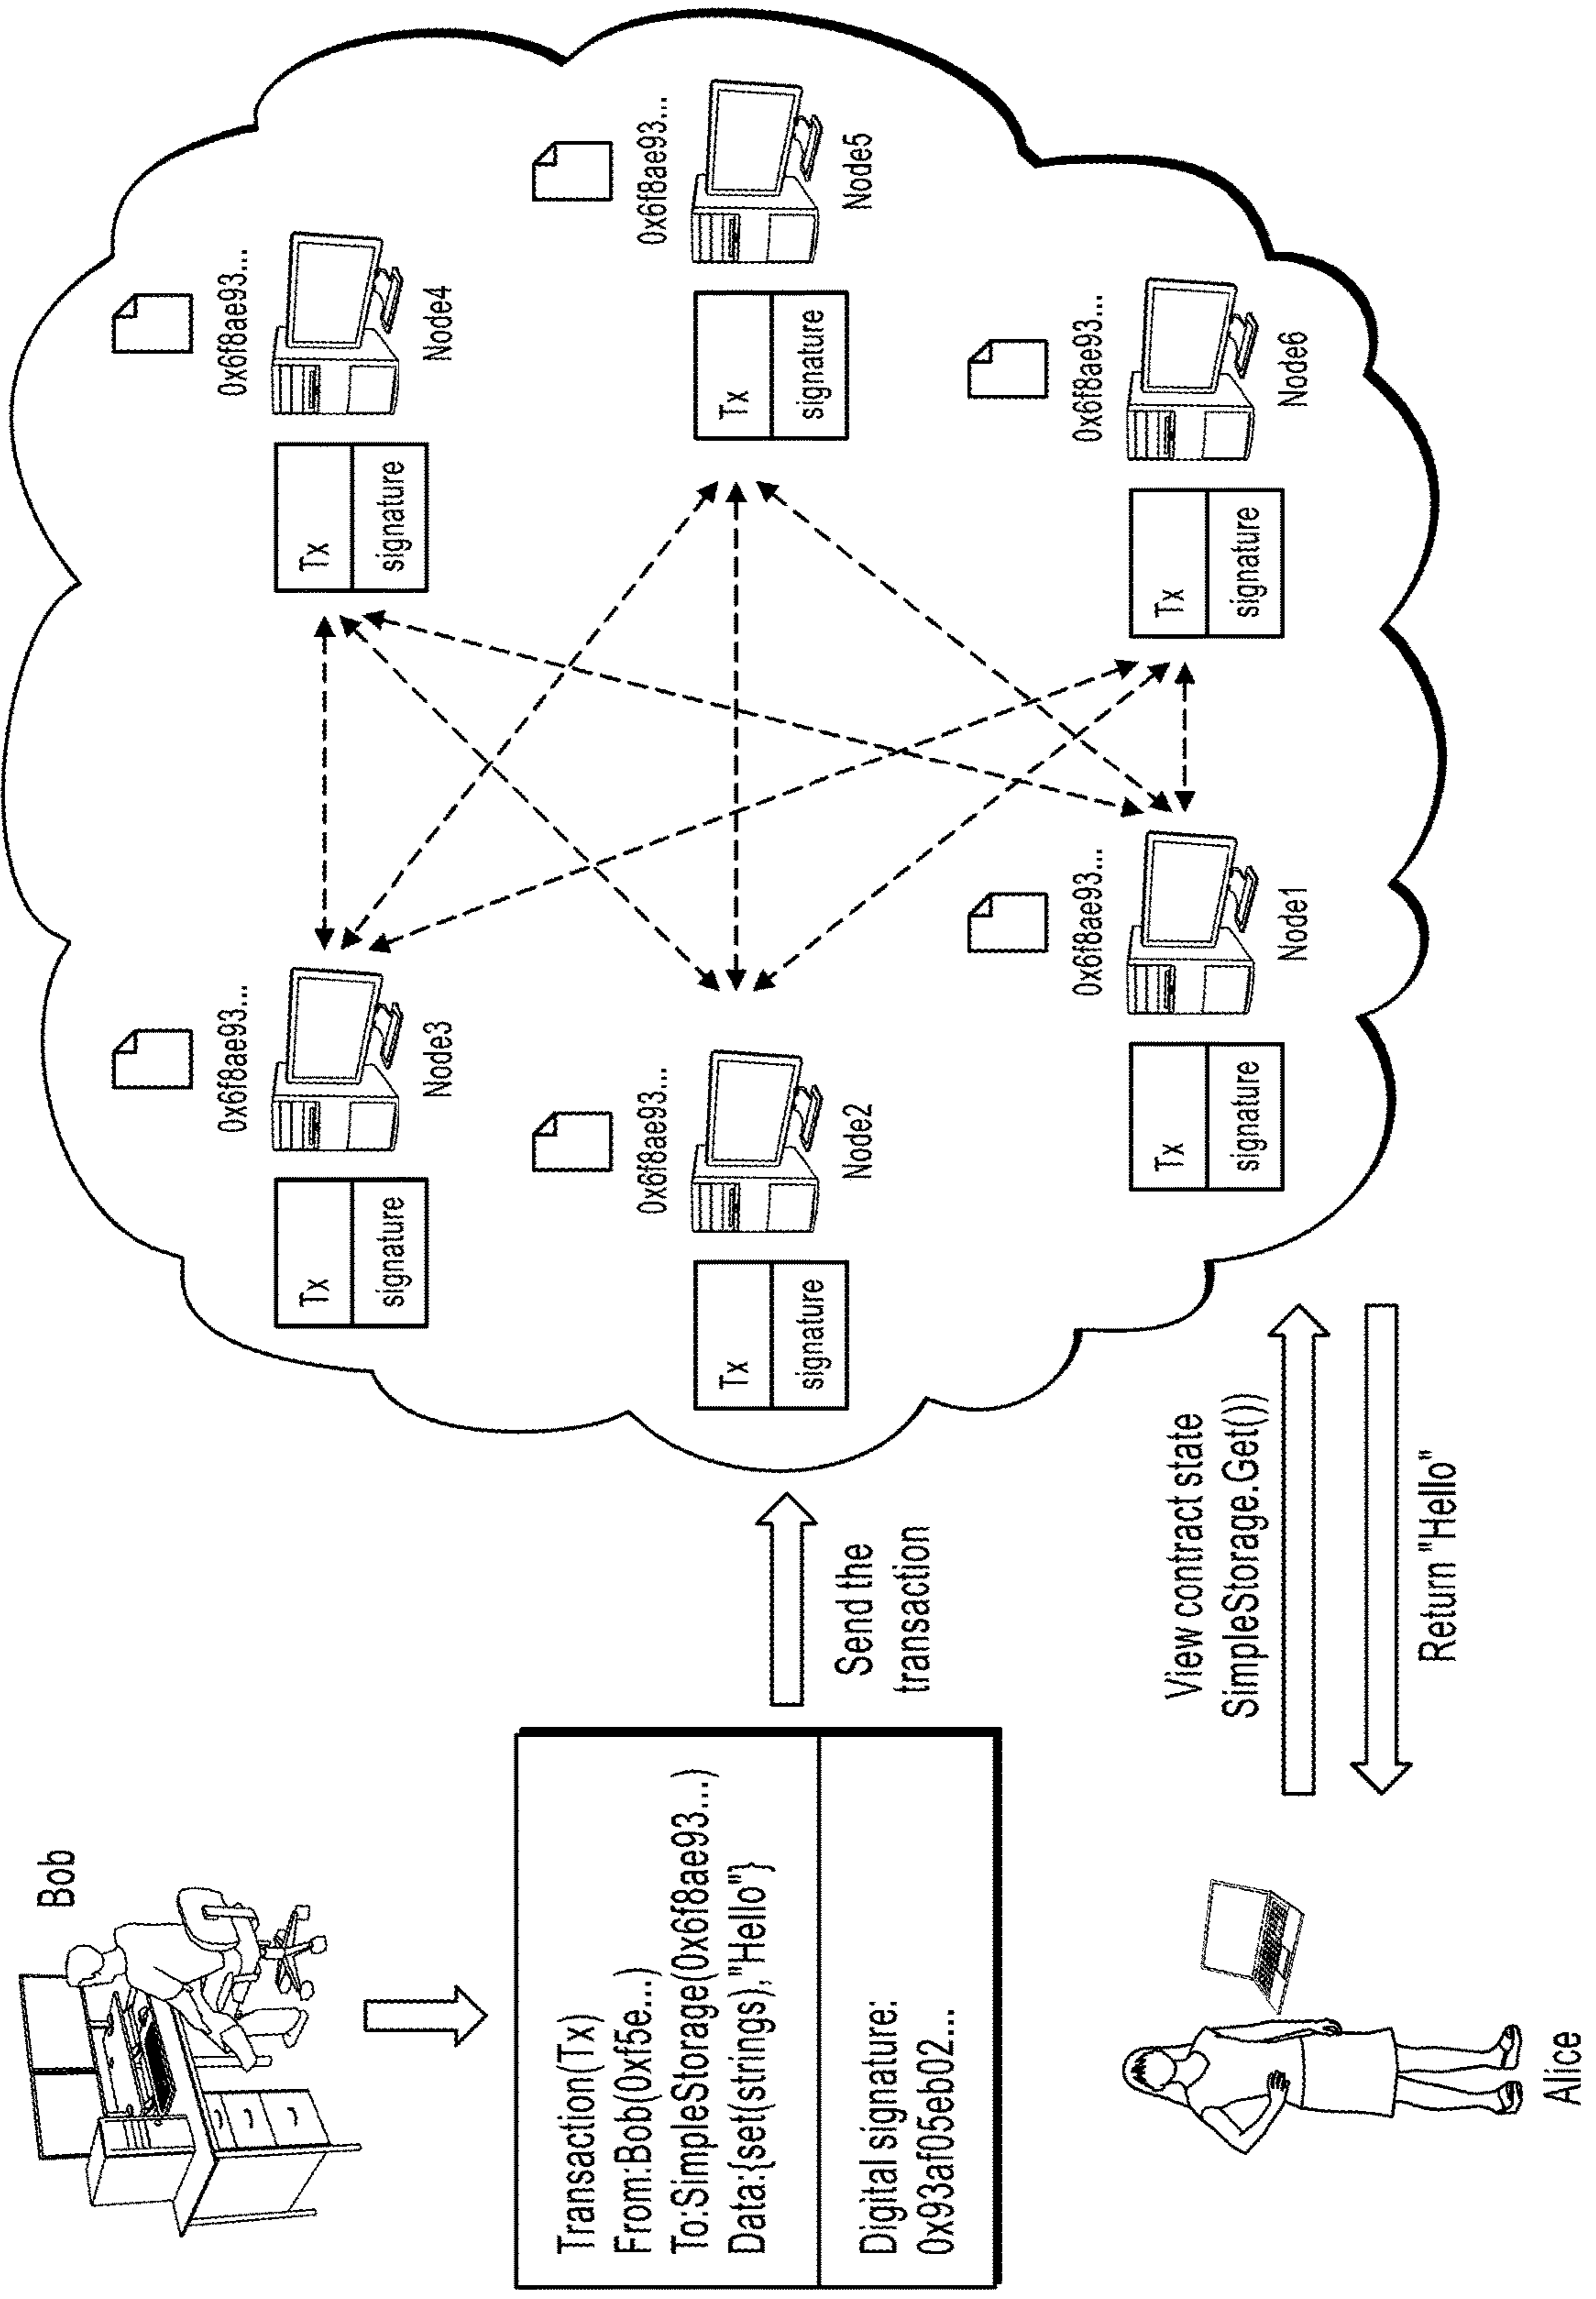 Bob
Transaction(Tx)
From:Bob(0xf5e...)
To:SimpleStorage(0x6f8ae93...)
Data:{set(strings),"Hello"}
Digital signature:
0x93af05eb02...
Send the
transaction
Alice
View contract state
SimpleStorage.Get())
Return "Hello"
0x6f8ae93...
Tx
signature
Node3
0x6f8ae93...
Tx
signature
Node4
0x6f8ae93...
Tx
signature
Node2
0x6f8ae93...
Tx
signature
Node5
0x6f8ae93...
Tx
signature
Node1
0x6f8ae93...
Tx
signature
Node6